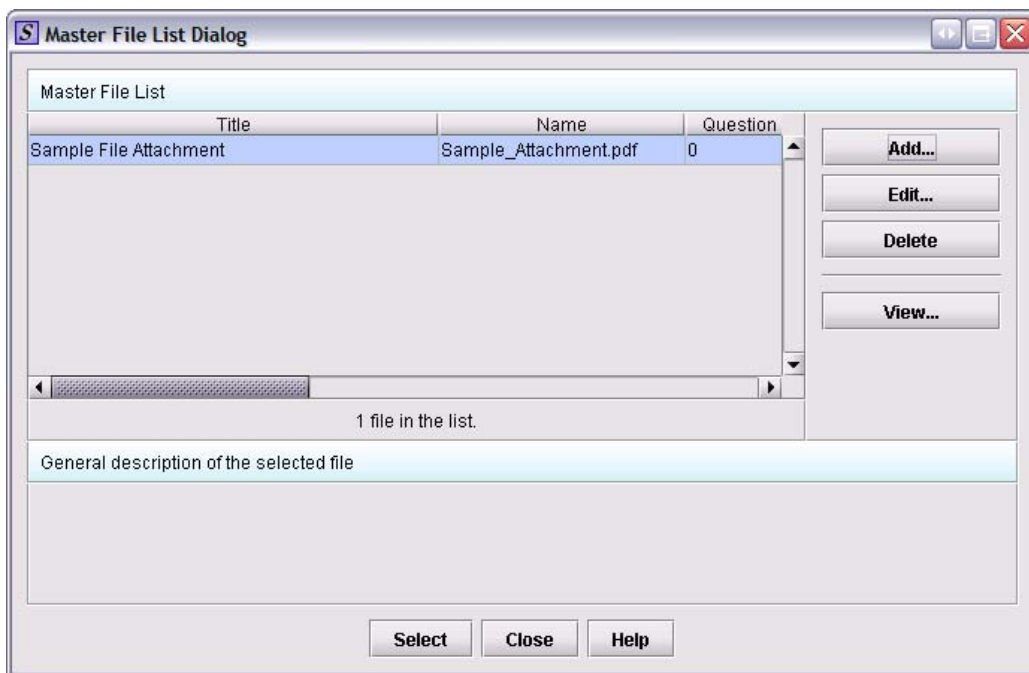 S Master File List Dialog
Master File List
Title Name Question
Sample File Attachment Sample_Attachment.pdf 0
Add...
Edit...
Delete
View...
1 file in the list.
General description of the selected file
Select Close Help